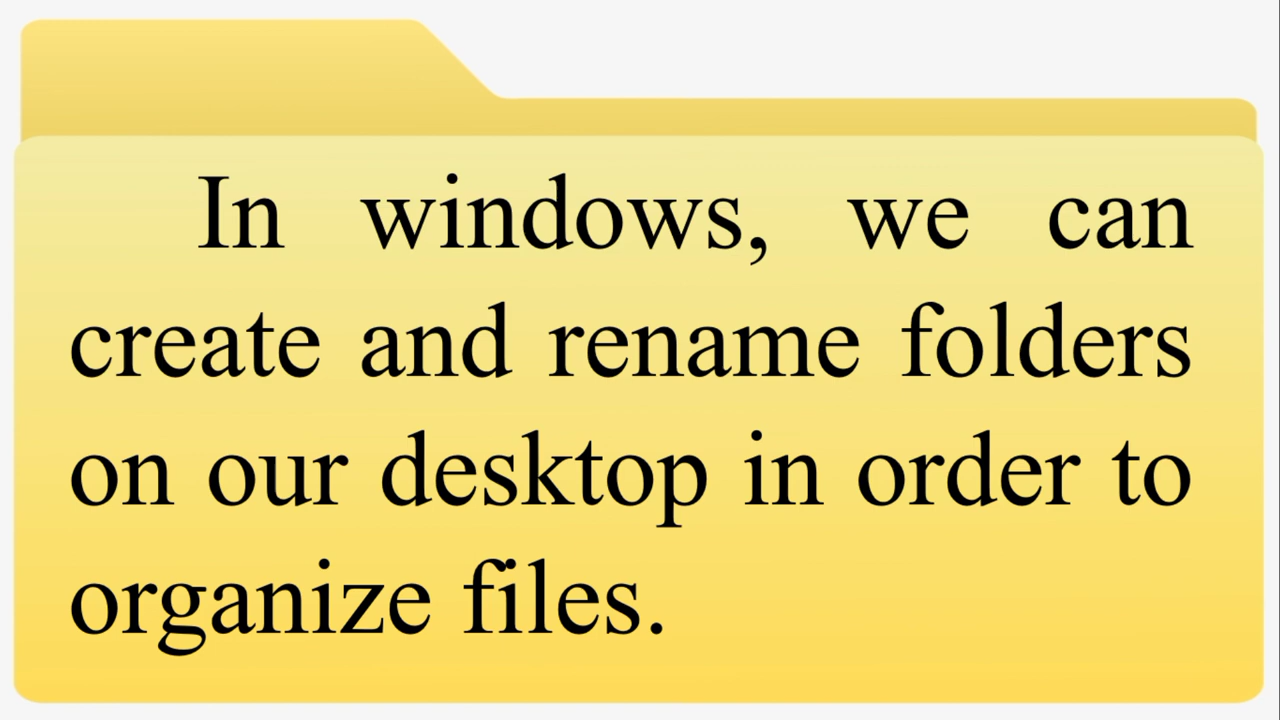 In windows, we can
create and rename folders
on our desktop in order to
organize files.